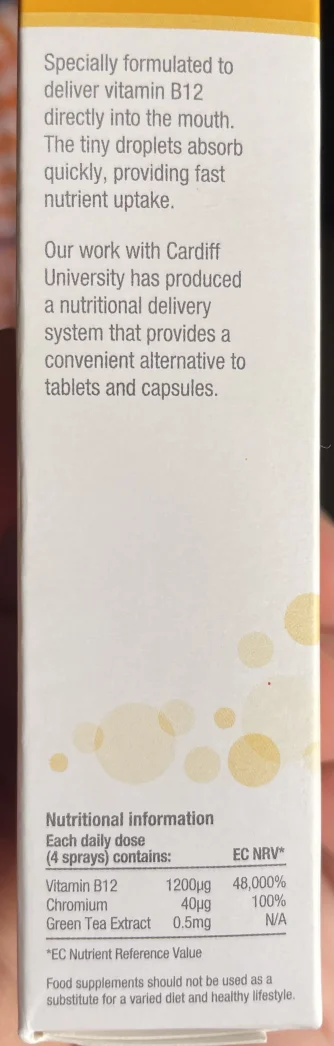 Specially formulated to
deliver vitamin B12
directly into the mouth.
The tiny droplets absorb
quickly, providing fast
nutrient uptake.
Our work with Cardiff
University has produced
a nutritional delivery
system that provides a
convenient alternative to
tablets and capsules.
Nutritional information
Each daily dose
(4 sprays) contains: EC NRV*
Vitamin B12 1200µg 48,000%
Chromium 40µg 100%
Green Tea Extract 0.5mg N/A
*EC Nutrient Reference Value
Food supplements should not be used as a
substitute for a varied diet and healthy lifestyle.